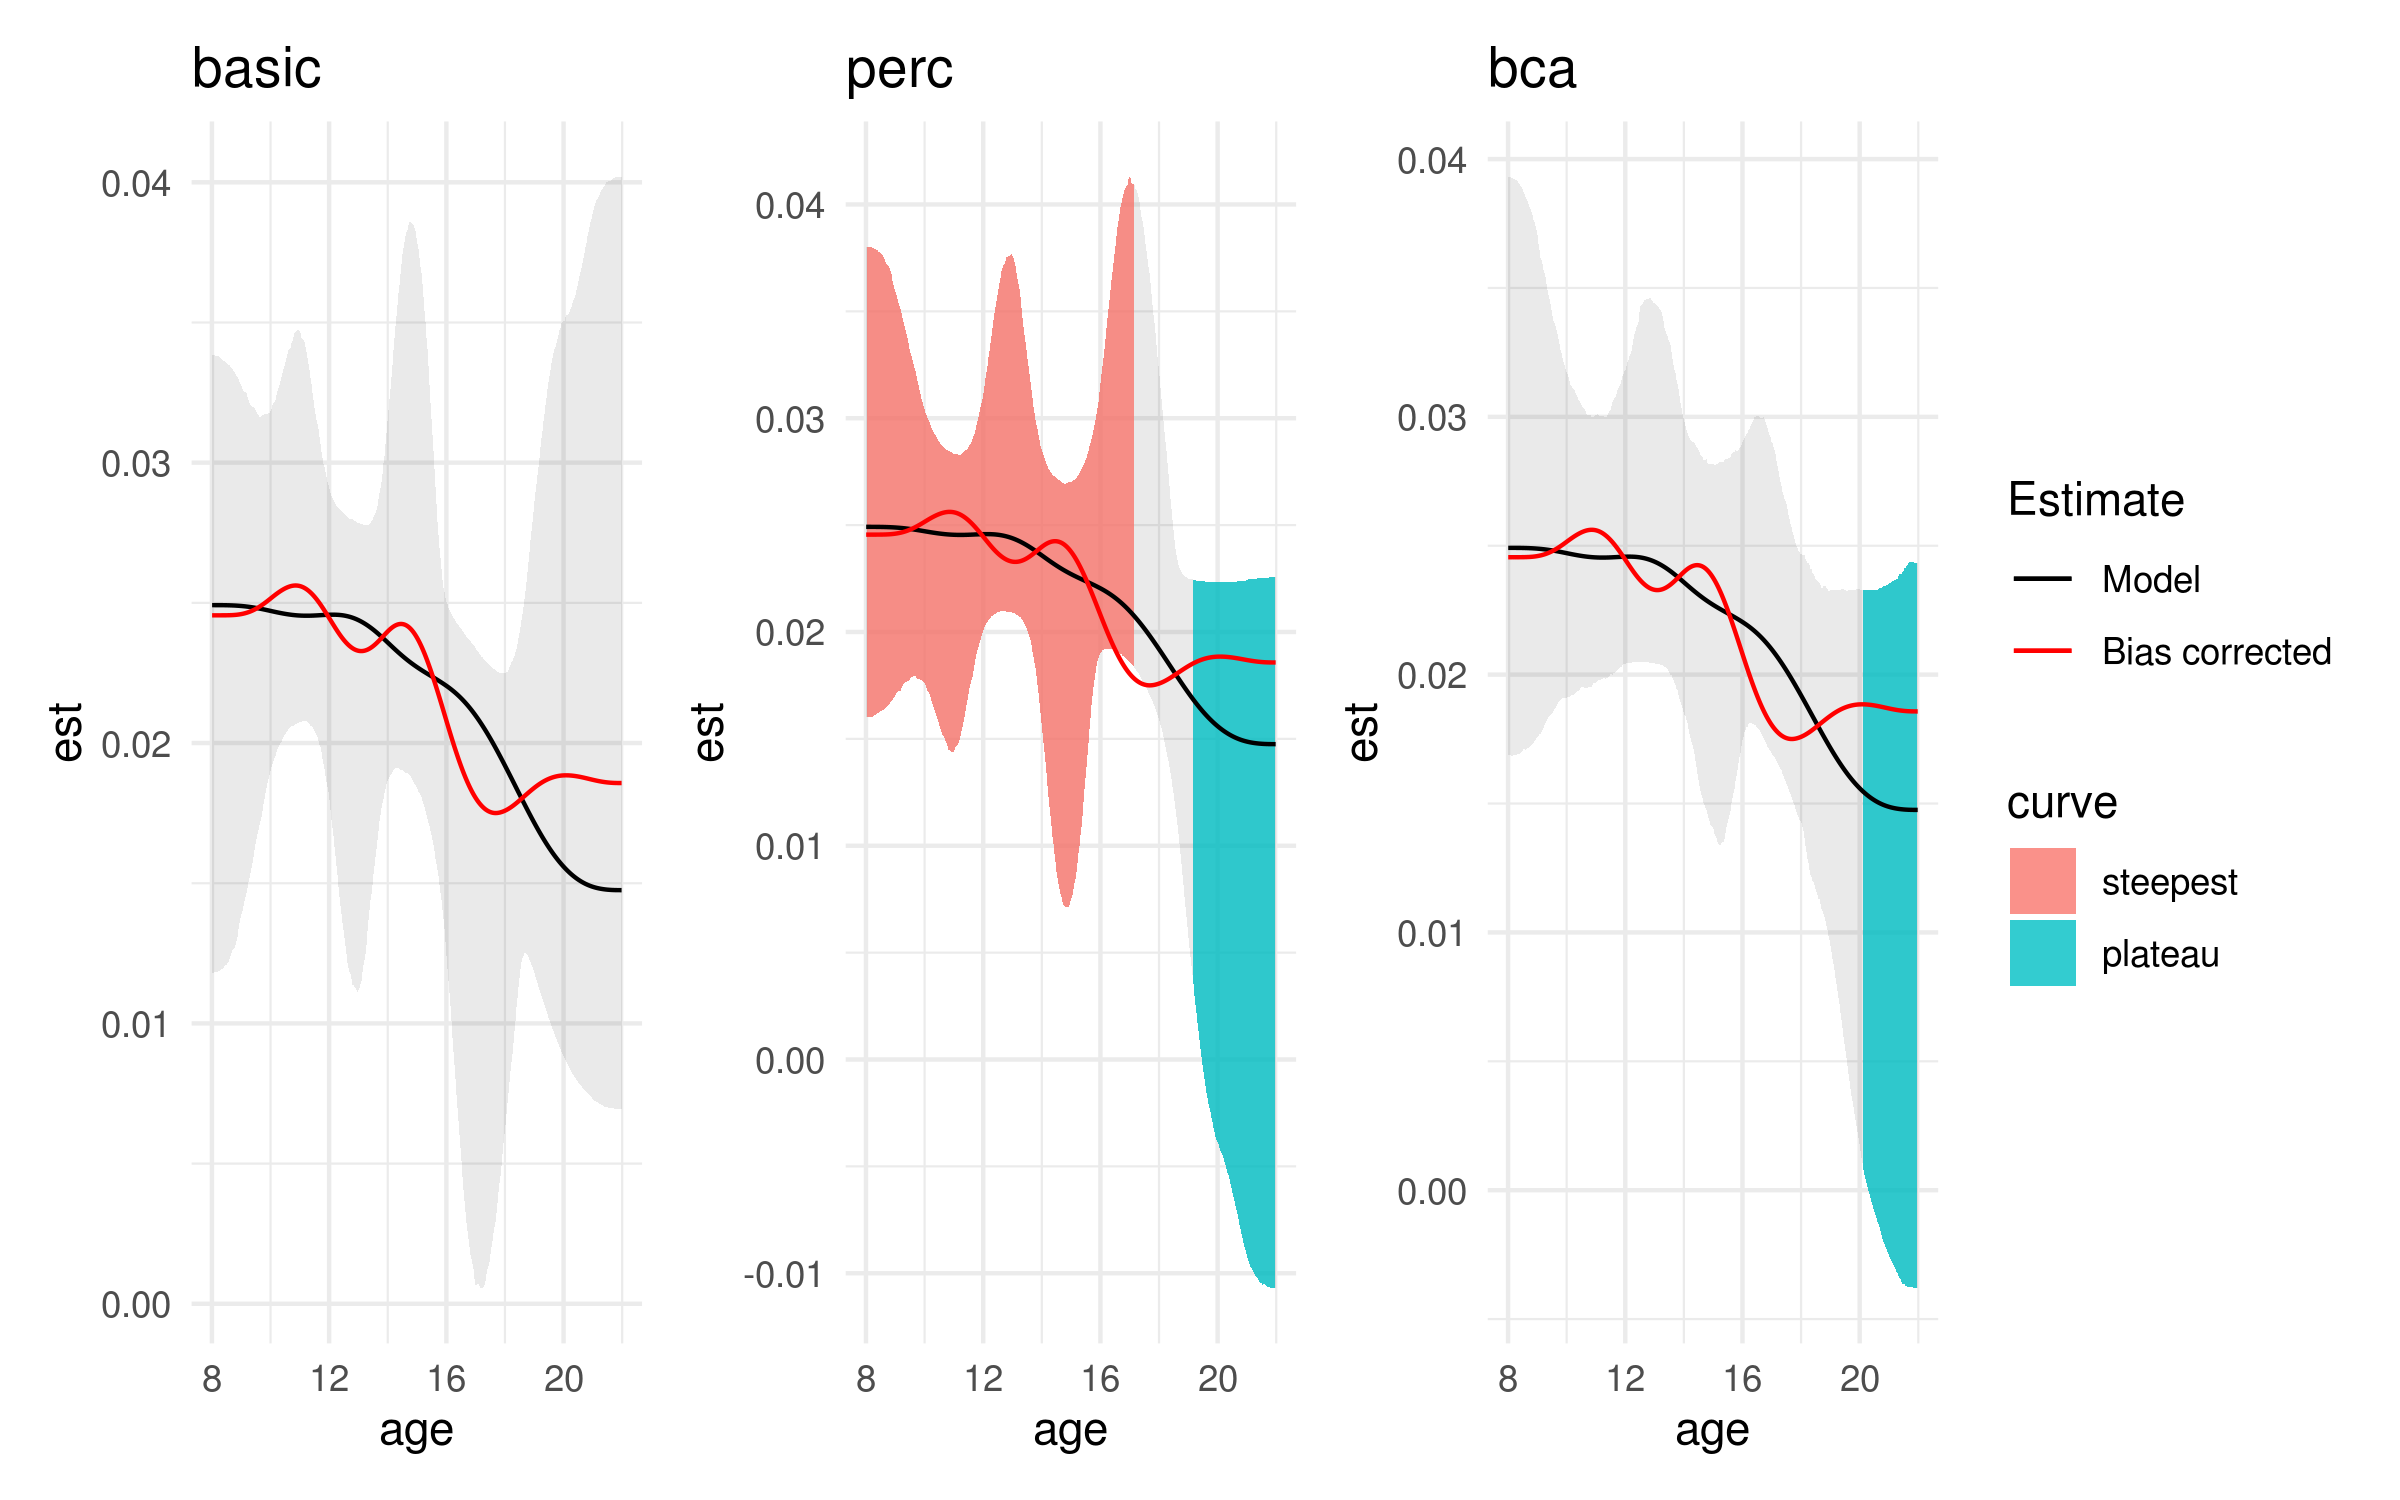 basic
perc
bca
0.04
0.03
0.02
0.01
0.00
est
8 12 16 20
age
0.04
0.03
0.02
0.01
0.00
-0.01
est
8 12 16 20
age
0.04
0.03
0.02
0.01
0.00
est
8 12 16 20
age
Estimate
Model
Bias corrected
curve
steepest
plateau